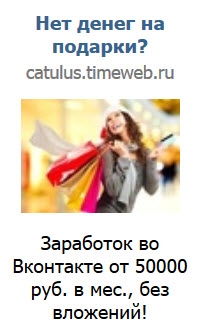 Нет денег на
подарки?
catulus.timeweb.ru
Заработок во
Вконтакте от 50000
руб. в мес., без
вложений!